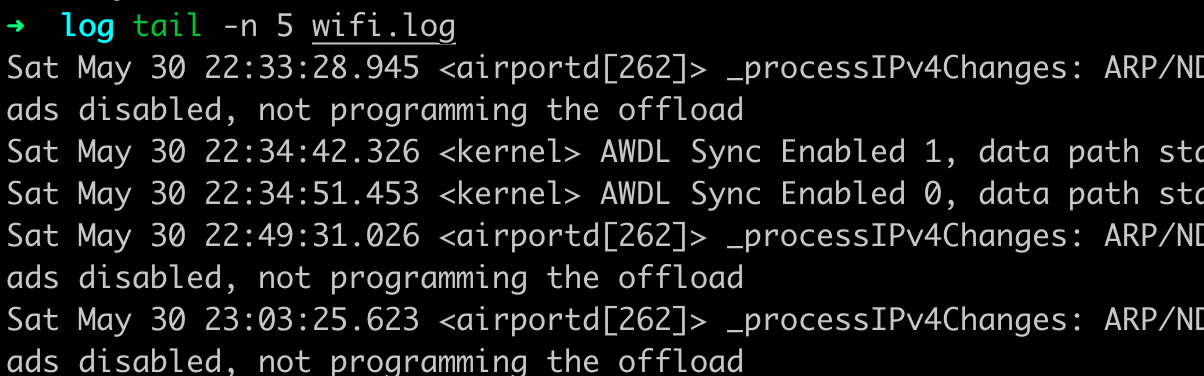 ➜ log tail -n 5 wifi.log
Sat May 30 22:33:28.945 <airportd[262]> _processIPv4Changes: ARP/ND
ads disabled, not programming the offload
Sat May 30 22:34:42.326 <kernel> AWDL Sync Enabled 1, data path sta
Sat May 30 22:34:51.453 <kernel> AWDL Sync Enabled 0, data path sta
Sat May 30 22:49:31.026 <airportd[262]> _processIPv4Changes: ARP/ND
ads disabled, not programming the offload
Sat May 30 23:03:25.623 <airportd[262]> _processIPv4Changes: ARP/ND
ads disabled, not programming the offload